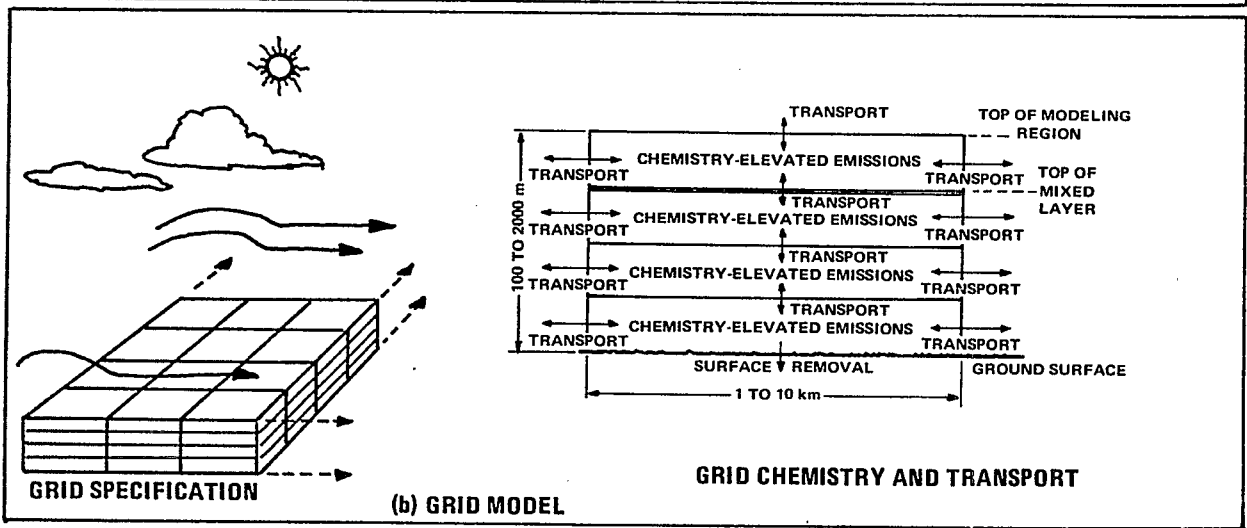 TRANSPORT
TOP OF MODELING
REGION
CHEMISTRY-ELEVATED EMISSIONS
TRANSPORT
TRANSPORT
TOP OF
MIXED
LAYER
TRANSPORT
CHEMISTRY-ELEVATED EMISSIONS
TRANSPORT
TRANSPORT
TRANSPORT
CHEMISTRY-ELEVATED EMISSIONS
TRANSPORT
TRANSPORT
TRANSPORT
CHEMISTRY-ELEVATED EMISSIONS
TRANSPORT
TRANSPORT
100 TO 2000 m
SURFACE REMOVAL
GROUND SURFACE
1 TO 10 km
GRID SPECIFICATION
GRID CHEMISTRY AND TRANSPORT
(b) GRID MODEL